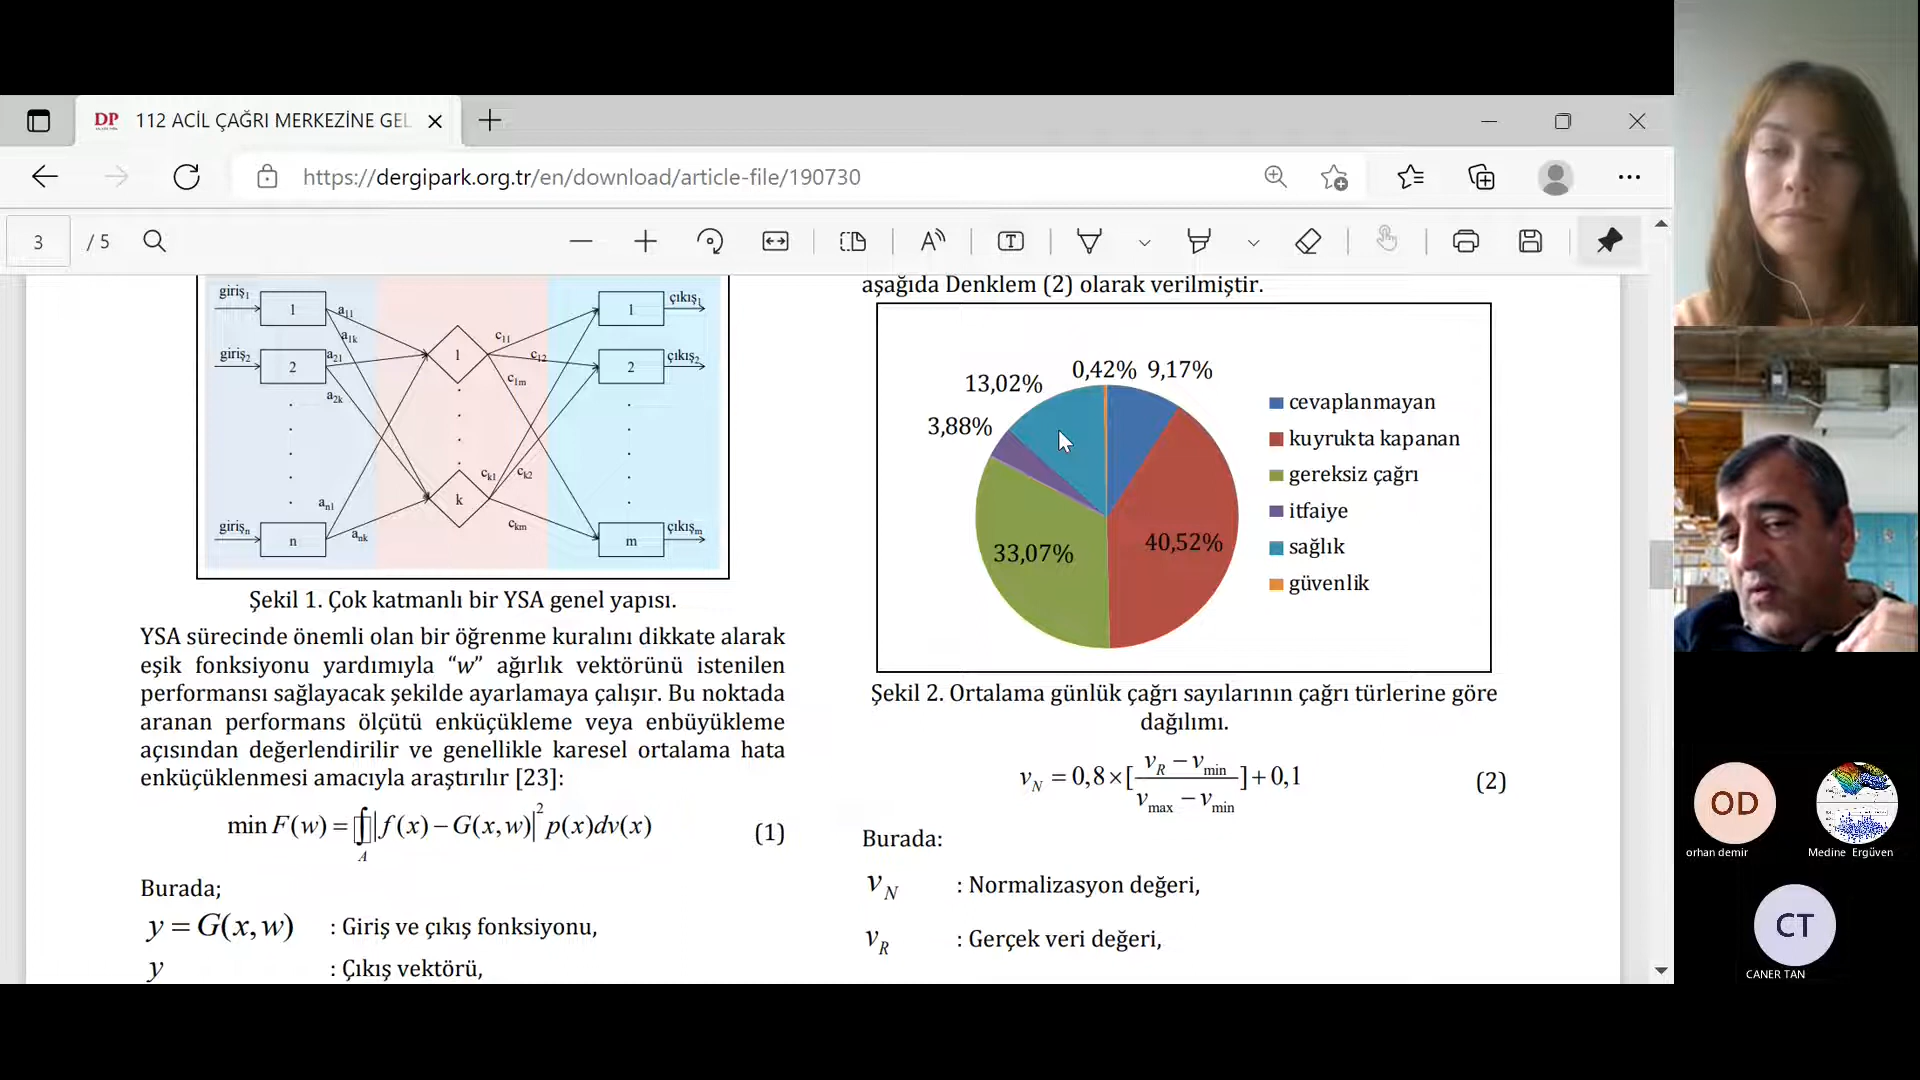 112 ACİL ÇAĞRI MERKEZİNE GEL
https://dergipark.org.tr/en/download/article-file/190730
3 / 5
giriş1 1 a11 a1k
giriş2 2 a21 a2k
girişn n an1 ank
1 c11 c12 c1m
k ck1 ck2 ckm
1 çıkış1
2 çıkış2
m çıkışm
Şekil 1. Çok katmanlı bir YSA genel yapısı.
YSA sürecinde önemli olan bir öğrenme kuralını dikkate alarak
eşik fonksiyonu yardımıyla “w” ağırlık vektörünü istenilen
performansı sağlayacak şekilde ayarlamaya çalışır. Bu noktada
aranan performans ölçütü enküçükleme veya enbüyükleme
açısından değerlendirilir ve genellikle karesel ortalama hata
enküçüklenmesi amacıyla araştırılır [23]:
min F(w) = ∫∫_A |f(x) − G(x,w)|² p(x)dv(x) (1)
Burada;
y = G(x,w) : Giriş ve çıkış fonksiyonu,
y : Çıkış vektörü,
aşağıda Denklem (2) olarak verilmiştir.
0,42% 9,17%
13,02%
3,88%
33,07% 40,52%
cevaplanmayan
kuyrukta kapanan
gereksiz çağrı
itfaiye
sağlık
güvenlik
Şekil 2. Ortalama günlük çağrı sayılarının çağrı türlerine göre
dağılımı.
vN = 0,8×[(vR − vmin)/(vmax − vmin)] + 0,1 (2)
Burada:
vN : Normalizasyon değeri,
vR : Gerçek veri değeri,
DP
OD
orhan demir
Medine Ergüven
CT
CANER TAN